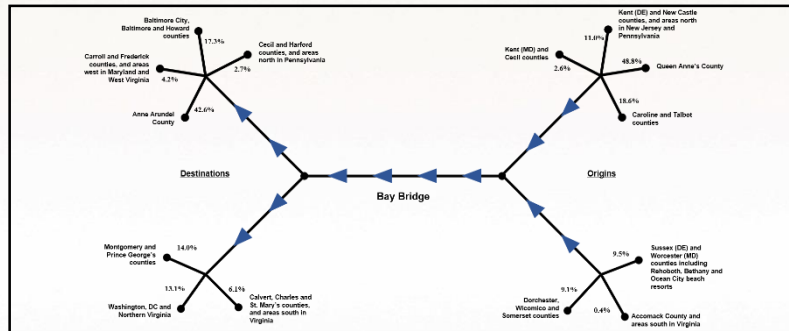 Baltimore City,
Baltimore and Howard
counties
17.3%
Cecil and Harford
counties, and areas
north in Pennsylvania
2.7%
Carroll and Frederick
counties, and areas
west in Maryland and
West Virginia
4.2%
Anne Arundel
County
42.6%
Kent (DE) and New Castle
counties, and areas north
in New Jersey and
Pennsylvania
11.0%
Kent (MD) and
Cecil counties
2.6%
48.8%
Queen Anne's County
18.6%
Caroline and Talbot
counties
Destinations
Bay Bridge
Origins
Montgomery and
Prince George's
counties
14.0%
13.1%
Washington, DC and
Northern Virginia
6.1%
Calvert, Charles and
St. Mary's counties,
and areas south in
Virginia
9.5%
Sussex (DE) and
Worcester (MD)
counties including
Rehoboth, Bethany and
Ocean City beach
resorts
9.1%
Dorchester,
Wicomico and
Somerset counties
0.4%
Accomack County and
areas south in Virginia